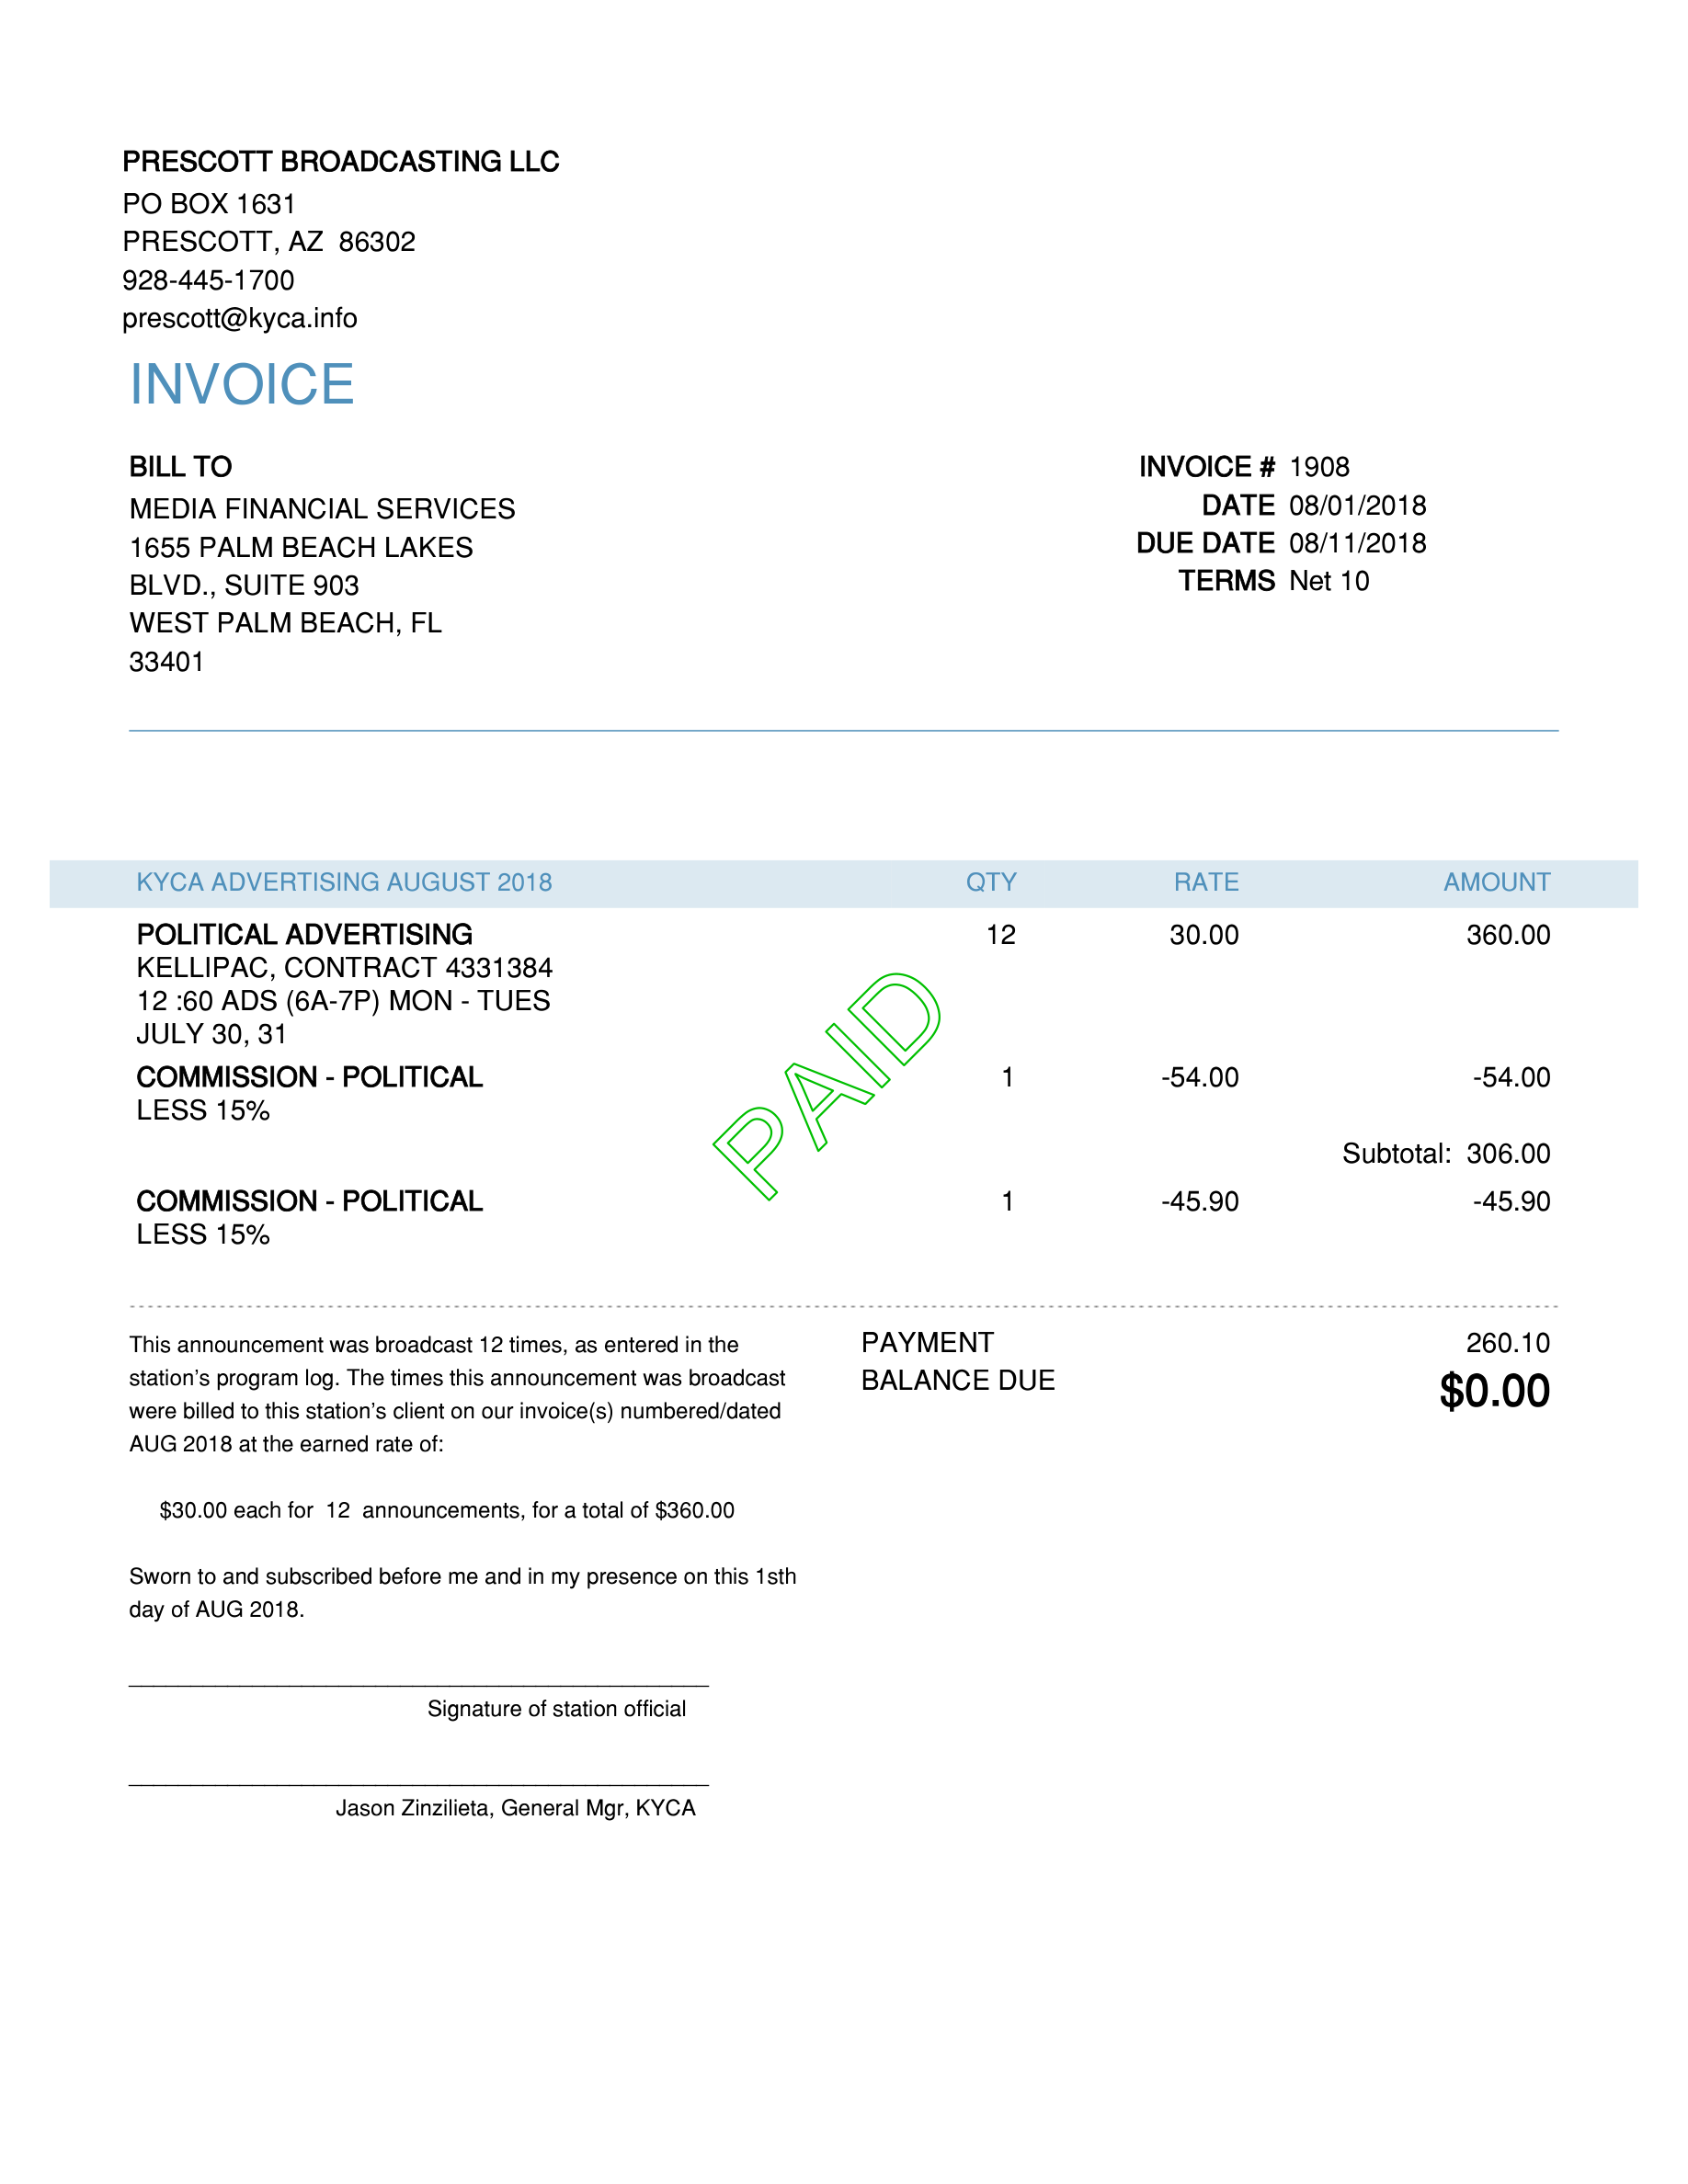 PRESCOTT BROADCASTING LLC
PO BOX 1631
PRESCOTT, AZ  86302
928-445-1700
prescott@kyca.info
INVOICE
BILL TO
MEDIA FINANCIAL SERVICES
1655 PALM BEACH LAKES
BLVD., SUITE 903
WEST PALM BEACH, FL
33401
INVOICE # 1908
DATE 08/01/2018
DUE DATE 08/11/2018
TERMS Net 10
KYCA ADVERTISING AUGUST 2018 QTY RATE AMOUNT
POLITICAL ADVERTISING 12 30.00 360.00
KELLIPAC, CONTRACT 4331384
12 :60 ADS (6A-7P) MON - TUES
JULY 30, 31
COMMISSION - POLITICAL 1 -54.00 -54.00
LESS 15%
Subtotal: 306.00
COMMISSION - POLITICAL 1 -45.90 -45.90
LESS 15%
PAID
This announcement was broadcast 12 times, as entered in the
station’s program log. The times this announcement was broadcast
were billed to this station’s client on our invoice(s) numbered/dated
AUG 2018 at the earned rate of:
$30.00 each for  12  announcements, for a total of $360.00
Sworn to and subscribed before me and in my presence on this 1sth
day of AUG 2018.
Signature of station official
Jason Zinzilieta, General Mgr, KYCA
PAYMENT 260.10
BALANCE DUE $0.00